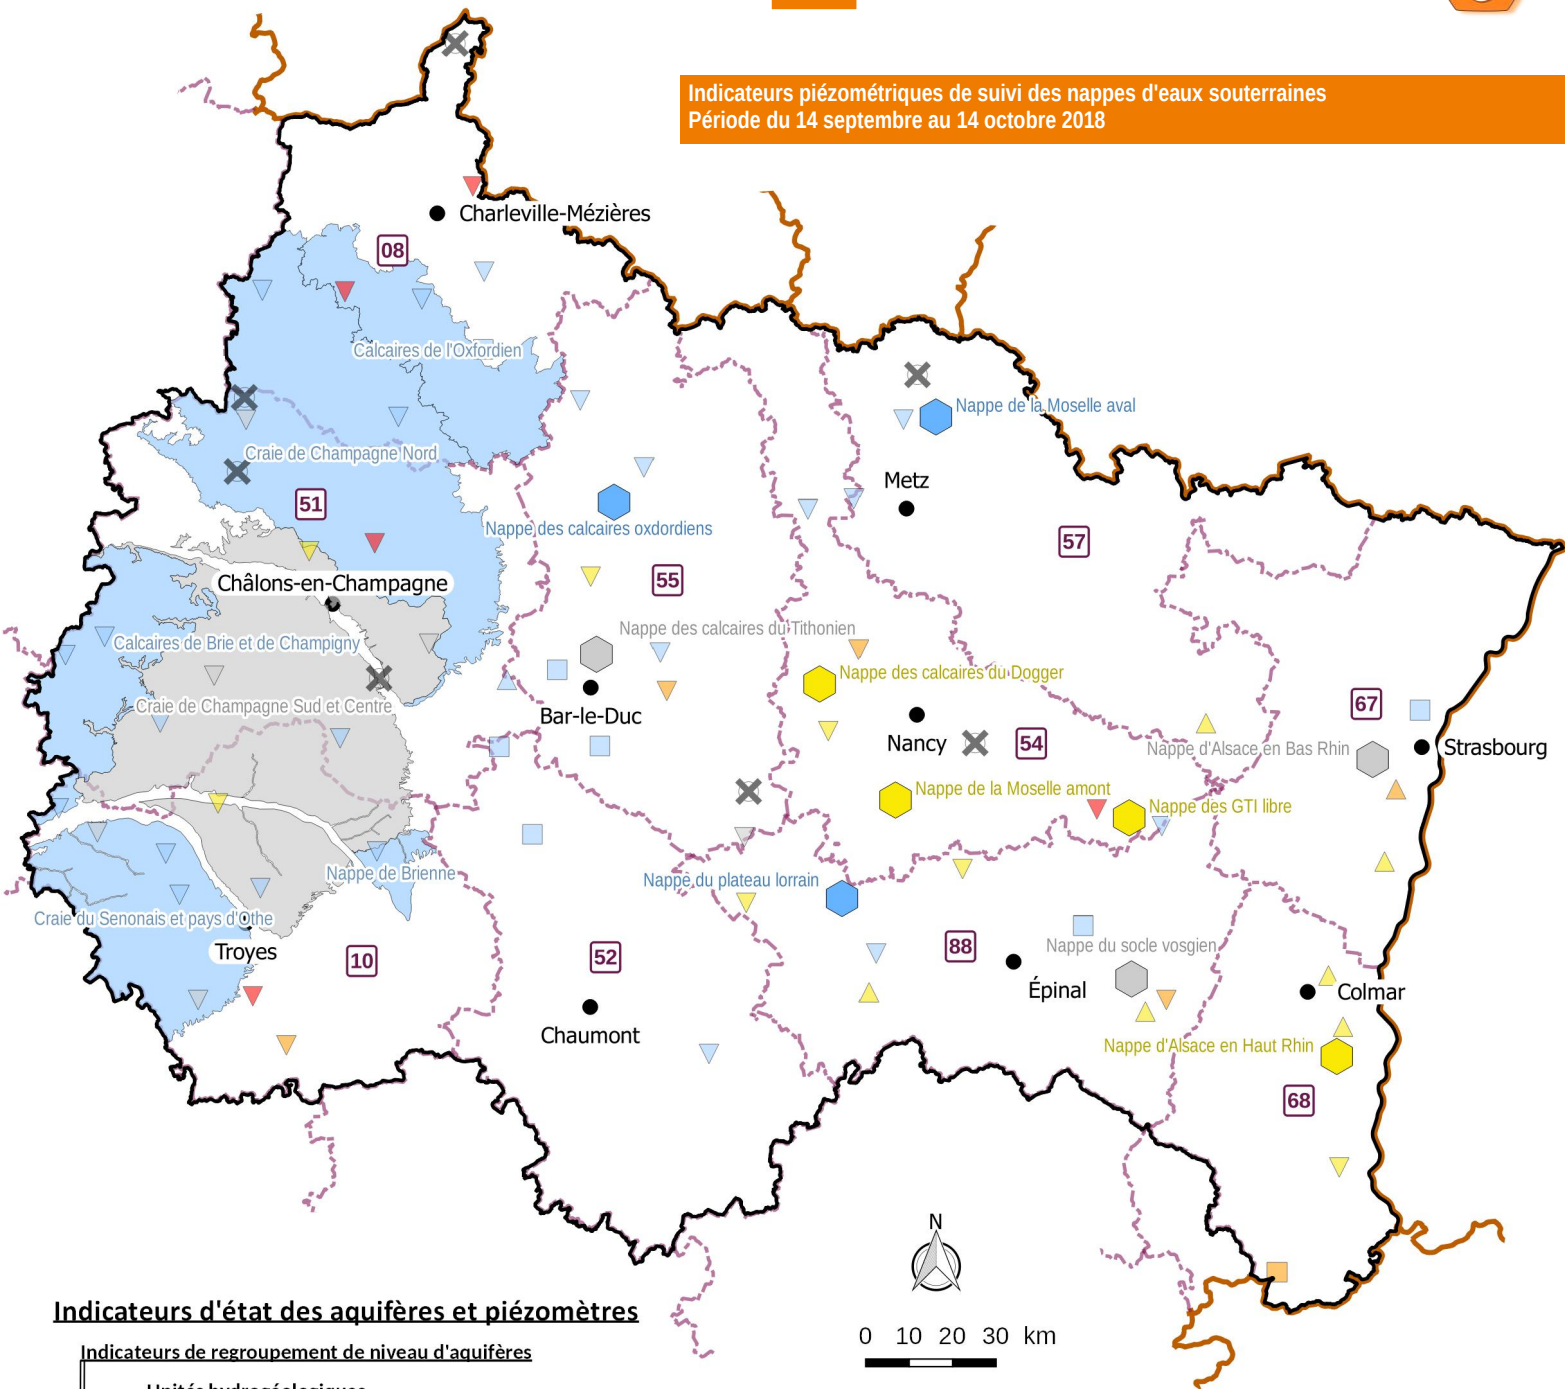 Indicateurs piézométriques de suivi des nappes d'eaux souterraines
Période du 14 septembre au 14 octobre 2018
Charleville-Mézières
08
Calcaires de l'Oxfordien
Nappe de la Moselle aval
Craie de Champagne Nord
Metz
51
Nappe des calcaires oxdordiens
57
Châlons-en-Champagne
55
Nappe des calcaires du Tithonien
Calcaires de Brie et de Champigny
Nappe des calcaires du Dogger
Craie de Champagne Sud et Centre
67
Bar-le-Duc
Nancy
54
Nappe d'Alsace en Bas Rhin
Strasbourg
Nappe de la Moselle amont
Nappe des GTI libre
Nappe de Brienne
Nappe du plateau lorrain
Craie du Senonais et pays d'Othe
Troyes
10
52
88
Nappe du socle vosgien
Épinal
Colmar
Chaumont
Nappe d'Alsace en Haut Rhin
68
N
Indicateurs d'état des aquifères et piézomètres
0 10 20 30 km
Indicateurs de regroupement de niveau d'aquifères
Unités hydrogéologiques